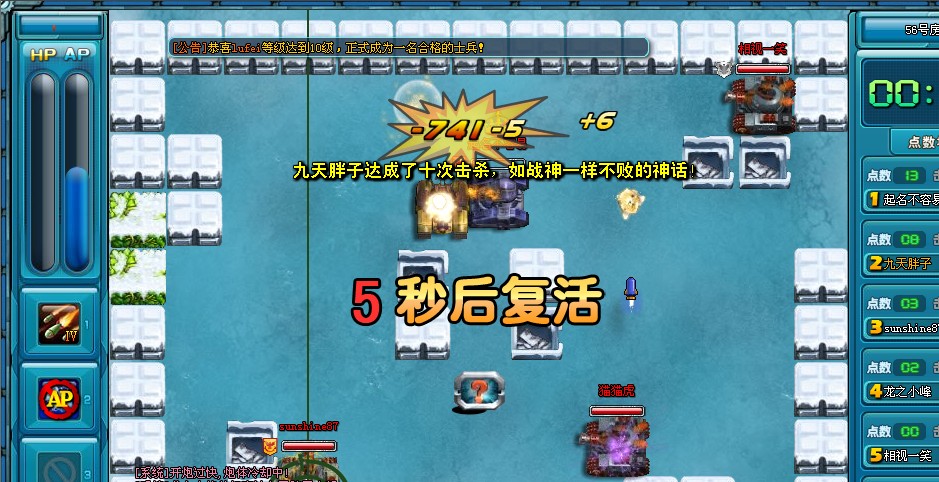 56号房
HP AP
[公告]恭喜lufei等级达到10级，正式成为一名合格的士兵!
相视一笑
00:
-741 -5 +6
点数
九天胖子达成了十次击杀，如战神一样不败的神话!
点数 13
1 起名不容易
点数 08
2 九天胖子
5 秒后复活
点数 03
3 sunshine87
IV 1
点数 02
AP 2
4 龙之小峰
猫猫虎
sunshine87
点数 00
5 相视一笑
[系统]开炮过快,炮体冷却中!
3